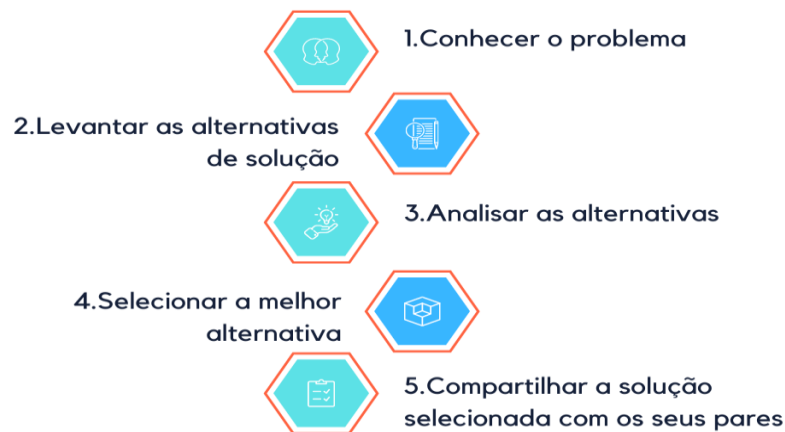 1.Conhecer o problema
2.Levantar as alternativas
de solução
3.Analisar as alternativas
4.Selecionar a melhor
alternativa
5.Compartilhar a solução
selecionada com os seus pares